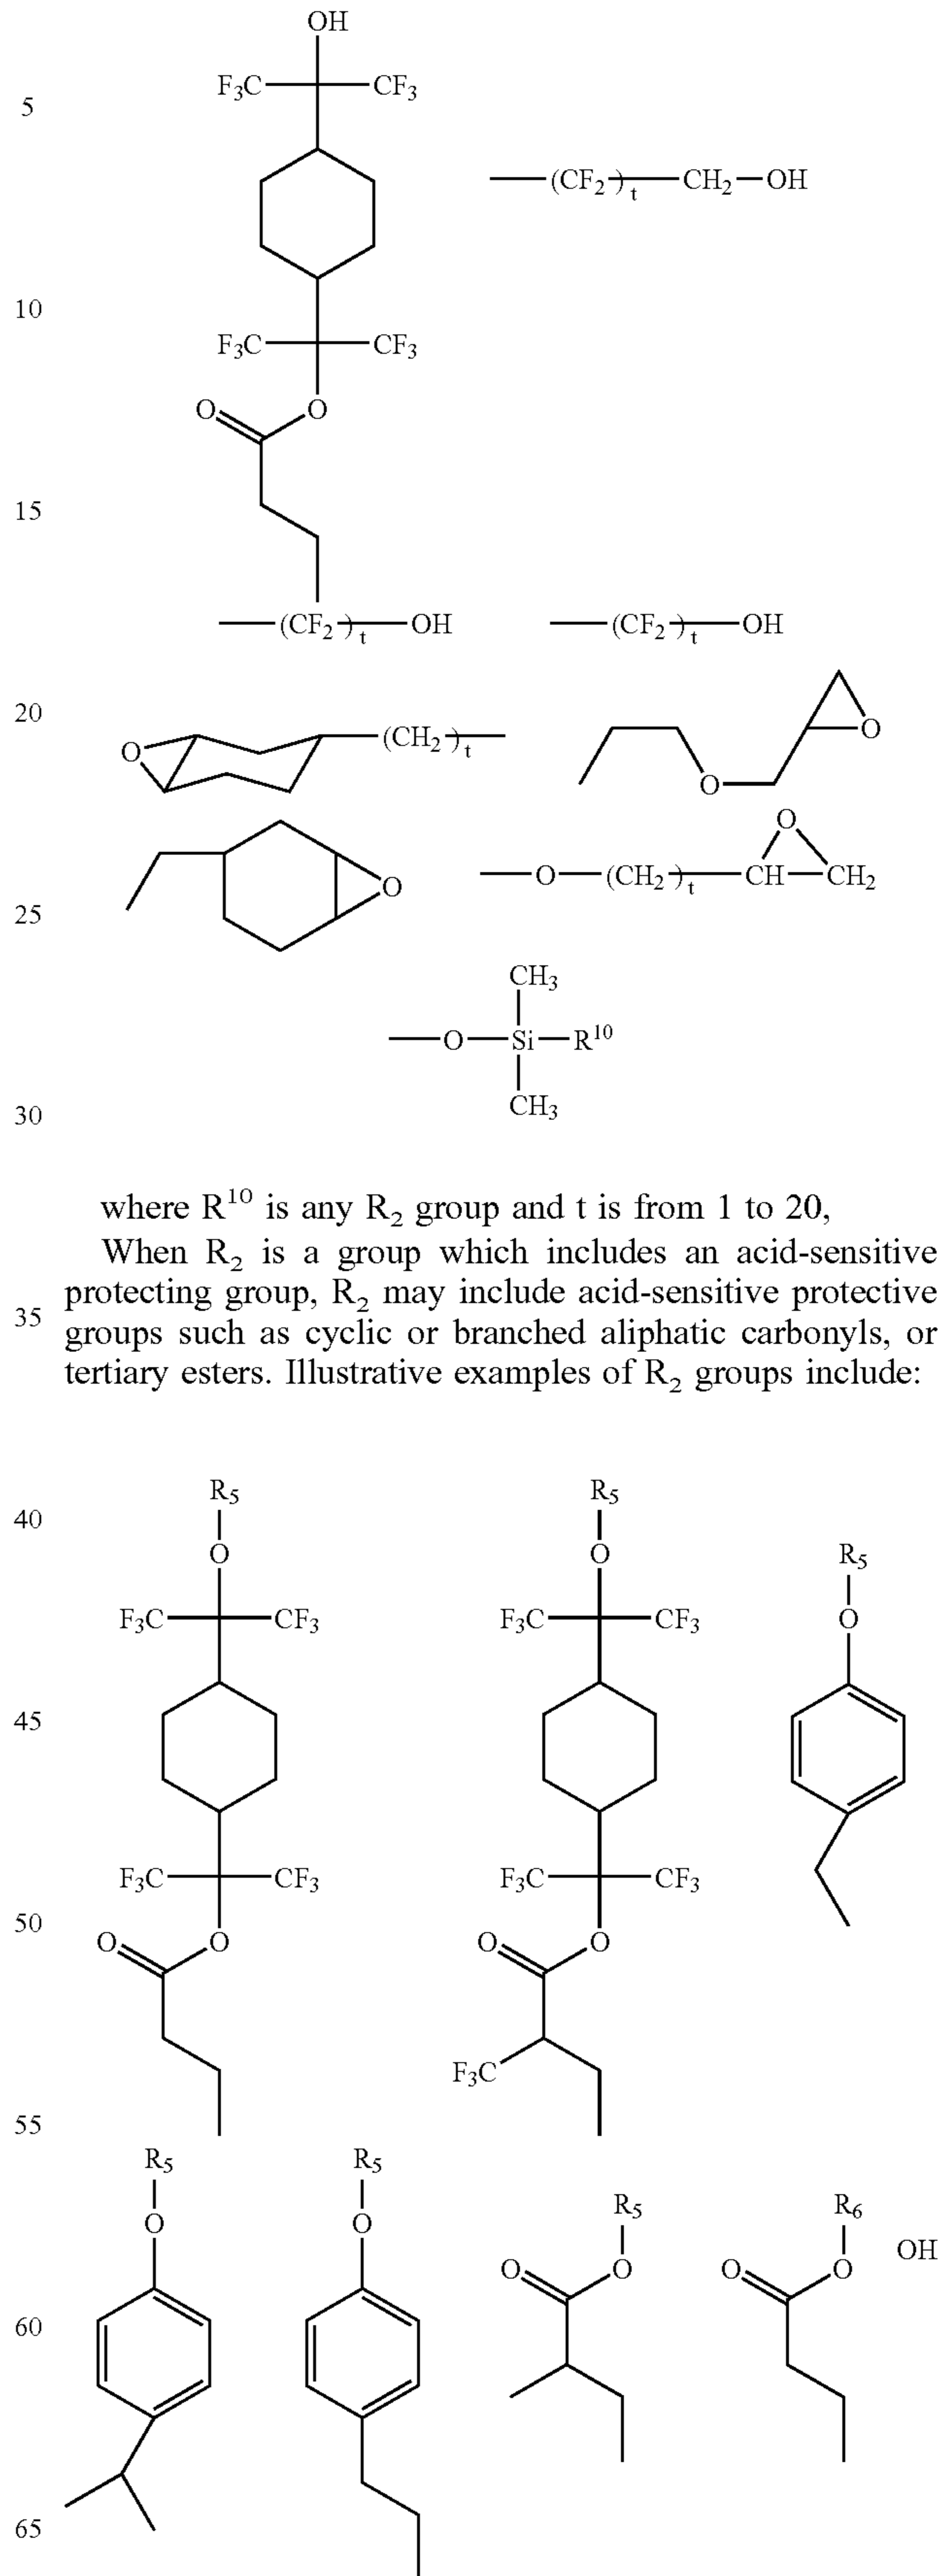 OH
F3C CF3
5
—(CF2)t—CH2—OH
10
F3C CF3
O O
15
—(CF2)t—OH —(CF2)t—OH
20
O (CH2)t O O
25
O —O—(CH2)t—CH—CH2 O
CH3
—O—Si—R10
CH3
30
where R10 is any R2 group and t is from 1 to 20,
When R2 is a group which includes an acid-sensitive
protecting group, R2 may include acid-sensitive protective
35
groups such as cyclic or branched aliphatic carbonyls, or
tertiary esters. Illustrative examples of R2 groups include:
R5 R5
40
O O R5
F3C CF3 F3C CF3 O
45
F3C CF3 F3C CF3
50
O O O O
F3C
55
R5 R5
R5 R6
O O OH
O O O O
60
65